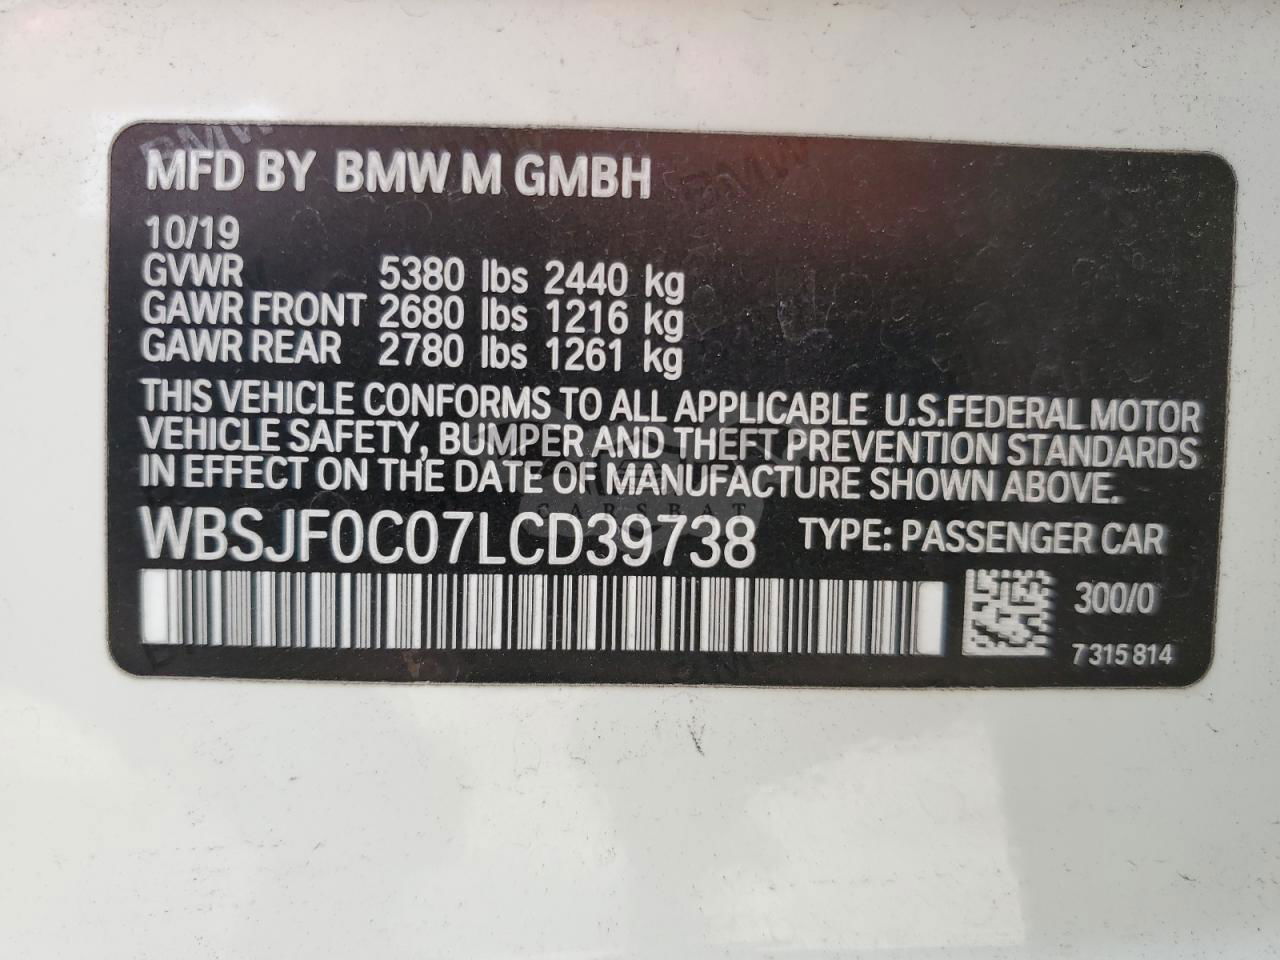 MFD BY BMW M GMBH
10/19
GVWR 5380 lbs 2440 kg
GAWR FRONT 2680 lbs 1216 kg
GAWR REAR 2780 lbs 1261 kg
THIS VEHICLE CONFORMS TO ALL APPLICABLE U.S.FEDERAL MOTOR
VEHICLE SAFETY, BUMPER AND THEFT PREVENTION STANDARDS
IN EFFECT ON THE DATE OF MANUFACTURE SHOWN ABOVE.
CARSBAT
WBSJF0C07LCD39738 TYPE: PASSENGER CAR
300/0
7 315 814